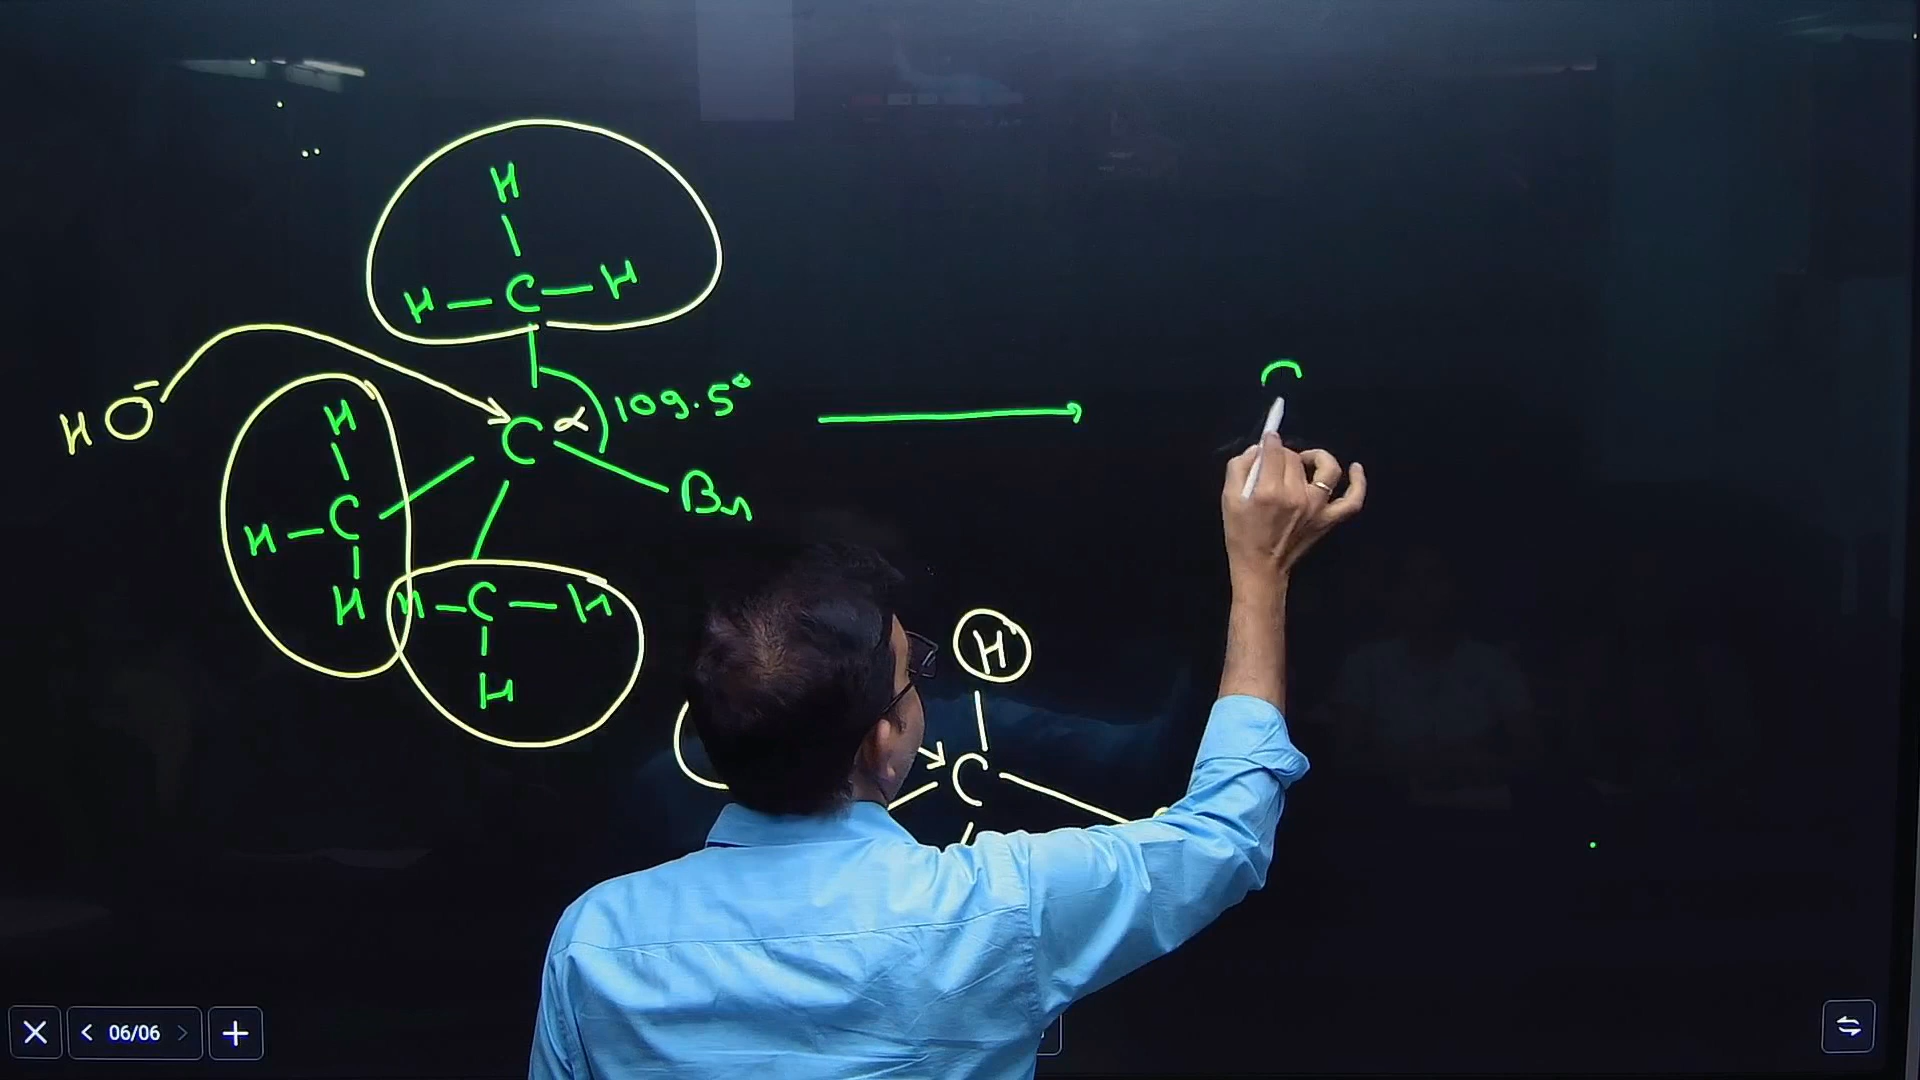 H
H — C — H
HO⁻
C α 109.5°
Br
H
H — C
H
H — C — H
H
H
C
06/06